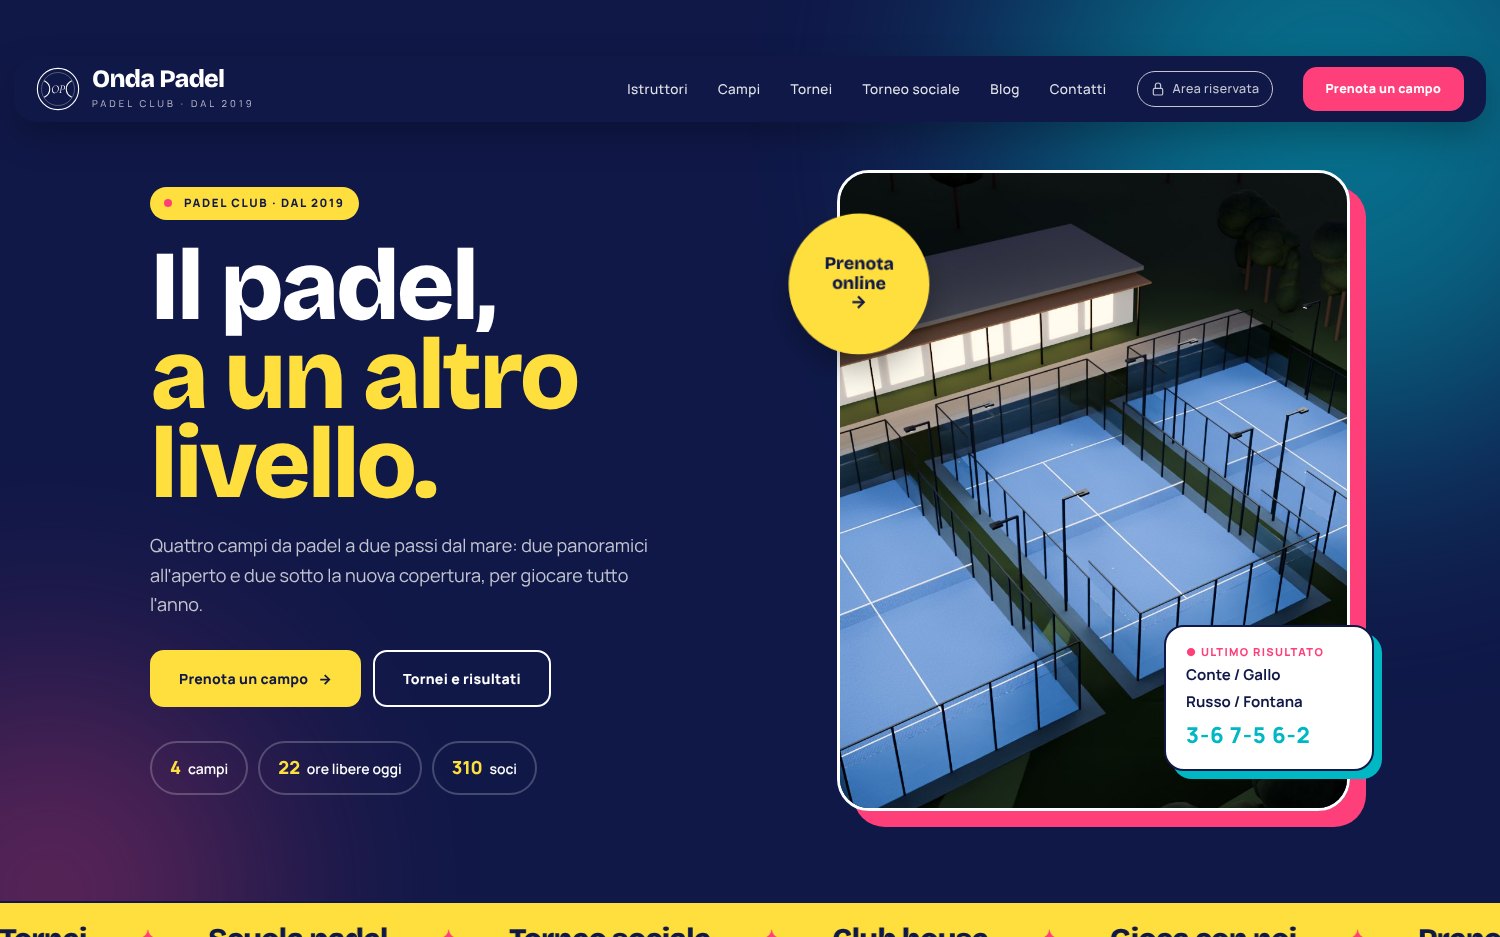 OP
Onda Padel
PADEL CLUB · DAL 2019
Istruttori
Campi
Tornei
Torneo sociale
Blog
Contatti
Area riservata
Prenota un campo
PADEL CLUB · DAL 2019
Il padel,
a un altro
livello.
Quattro campi da padel a due passi dal mare: due panoramici
all'aperto e due sotto la nuova copertura, per giocare tutto
l'anno.
Prenota un campo →
Tornei e risultati
4 campi
22 ore libere oggi
310 soci
Prenota
online
→
ULTIMO RISULTATO
Conte / Gallo
Russo / Fontana
3-6 7-5 6-2
Tornei ✦ Scuola padel ✦ Torneo sociale ✦ Club house ✦ Gioca con noi ✦